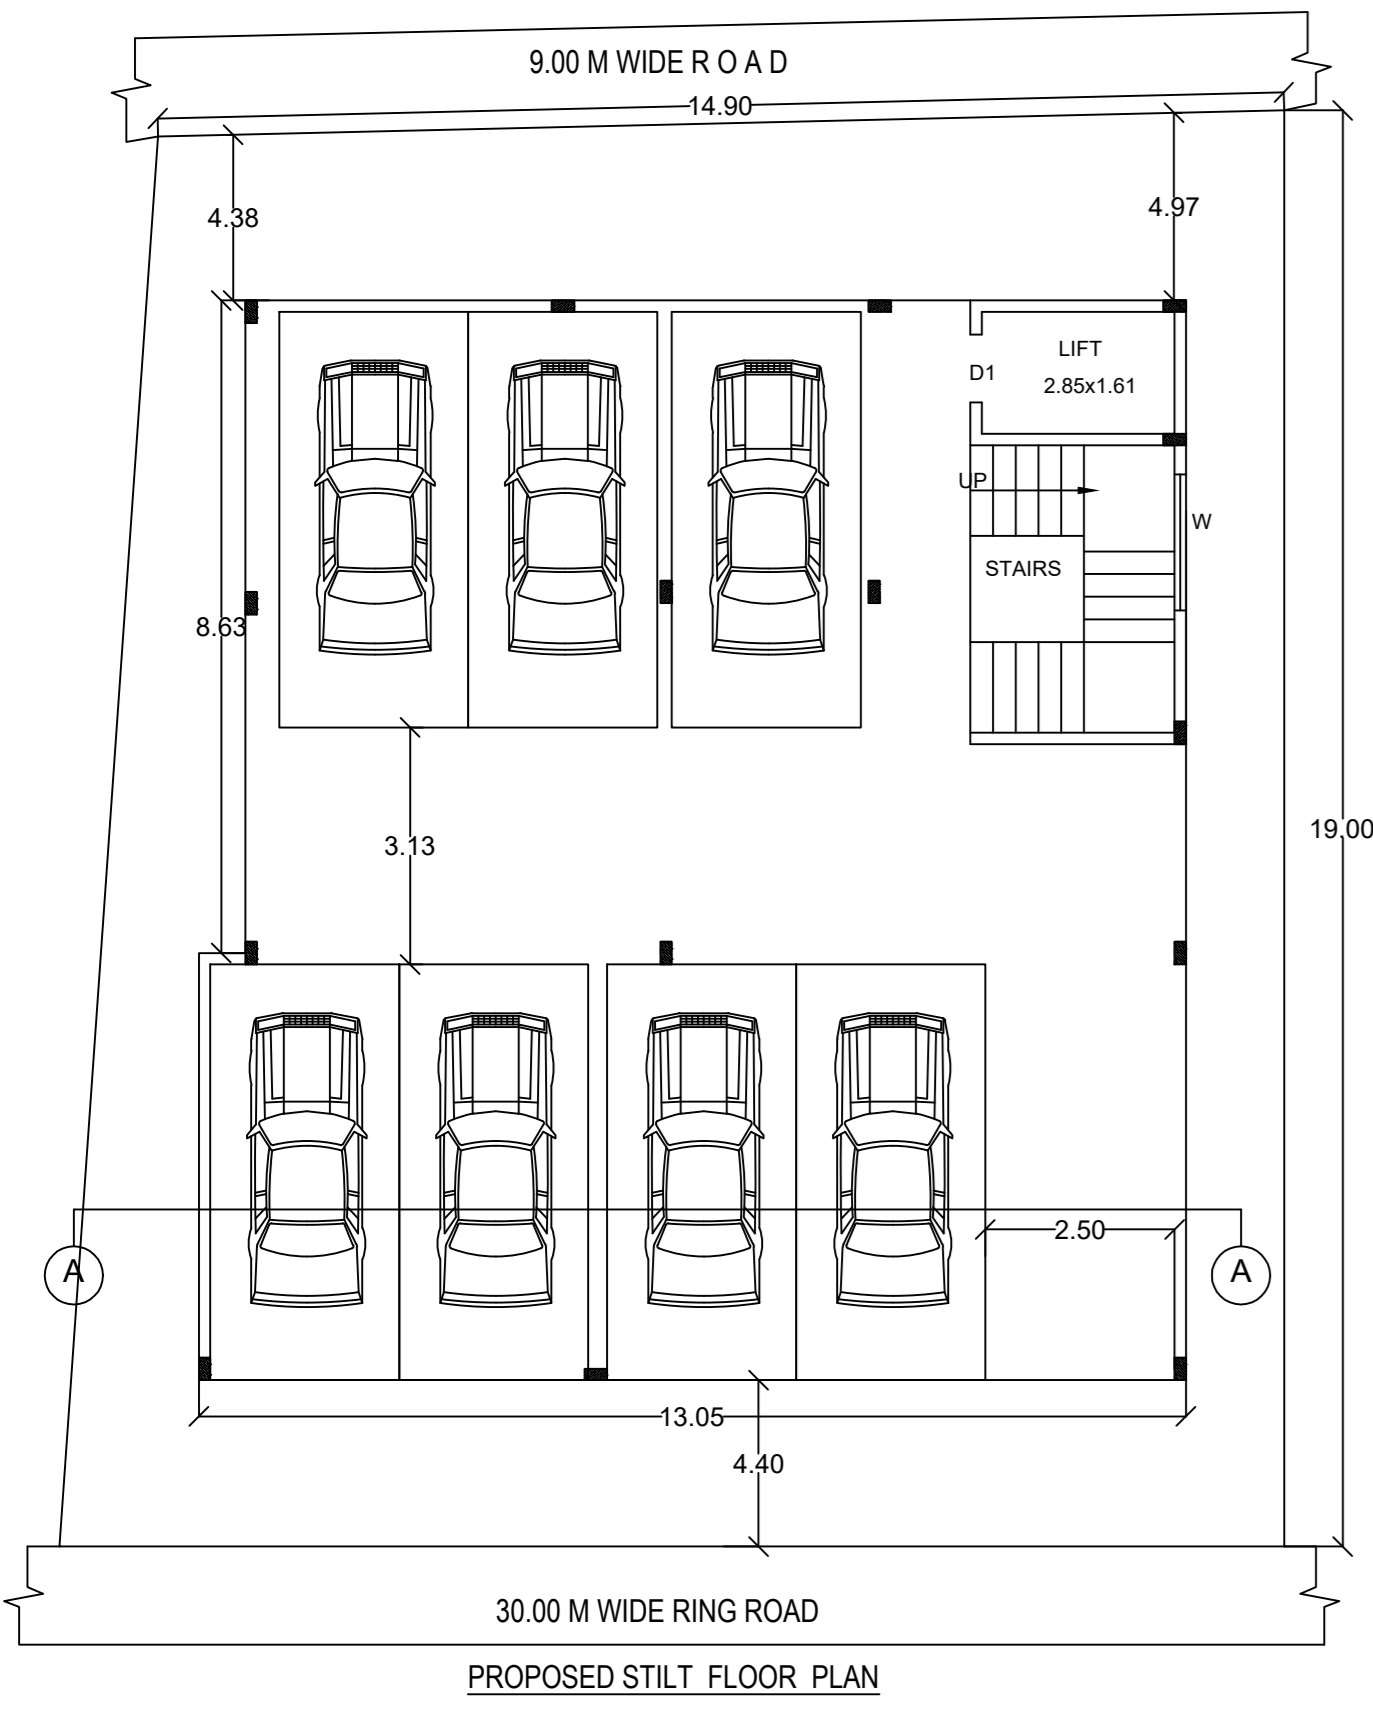 9.00 M WIDE R O A D
14.90
4.38
4.97
LIFT
D1
2.85x1.61
UP
W
STAIRS
8.63
19.00
3.13
2.50
A
A
13.05
4.40
30.00 M WIDE RING ROAD
PROPOSED STILT FLOOR PLAN